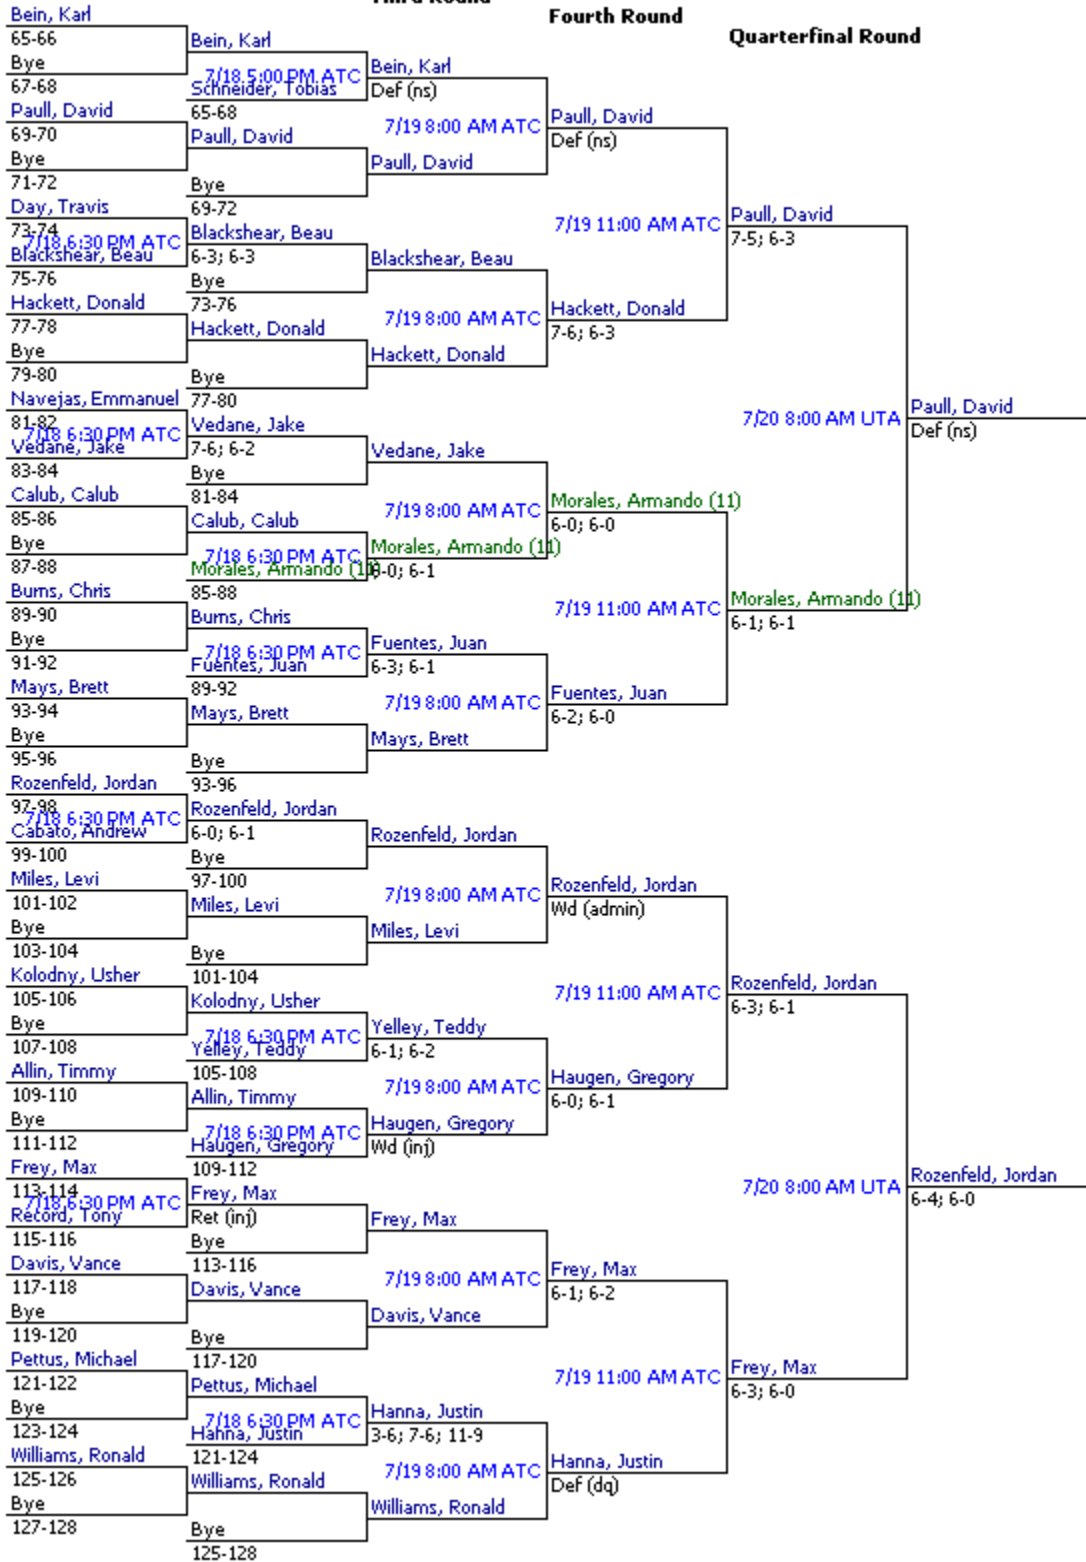 Third Round
Fourth Round
Quarterfinal Round
Bein, Karl
65-66
Bye
67-68
Paull, David
69-70
Bye
71-72
Day, Travis
73-74
7/18 6:30 PM ATC
Blackshear, Beau
75-76
Hackett, Donald
77-78
Bye
79-80
Navejas, Emmanuel
81-82
7/18 6:30 PM ATC
Vedane, Jake
83-84
Calub, Calub
85-86
Bye
87-88
Burns, Chris
89-90
Bye
91-92
Mays, Brett
93-94
Bye
95-96
Rozenfeld, Jordan
97-98
7/18 6:30 PM ATC
Cabato, Andrew
99-100
Miles, Levi
101-102
Bye
103-104
Kolodny, Usher
105-106
Bye
107-108
Allin, Timmy
109-110
Bye
111-112
Frey, Max
113-114
7/18 6:30 PM ATC
Record, Tony
115-116
Davis, Vance
117-118
Bye
119-120
Pettus, Michael
121-122
Bye
123-124
Williams, Ronald
125-126
Bye
127-128
Bein, Karl
7/18 5:00 PM ATC
Schneider, Tobias
65-68
Paull, David
Bye
69-72
Blackshear, Beau
6-3; 6-3
Bye
73-76
Hackett, Donald
Bye
77-80
Vedane, Jake
7-6; 6-2
Bye
81-84
Calub, Calub
7/18 6:30 PM ATC
Morales, Armando (11)
85-88
Burns, Chris
7/18 6:30 PM ATC
Fuentes, Juan
89-92
Mays, Brett
Bye
93-96
Rozenfeld, Jordan
6-0; 6-1
Bye
97-100
Miles, Levi
Bye
101-104
Kolodny, Usher
7/18 6:30 PM ATC
Yelley, Teddy
105-108
Allin, Timmy
7/18 6:30 PM ATC
Haugen, Gregory
109-112
Frey, Max
Ret (inj)
Bye
113-116
Davis, Vance
Bye
117-120
Pettus, Michael
7/18 6:30 PM ATC
Hanna, Justin
121-124
Williams, Ronald
Bye
125-128
Bein, Karl
Def (ns)
7/19 8:00 AM ATC
Paull, David
Blackshear, Beau
7/19 8:00 AM ATC
Hackett, Donald
Vedane, Jake
7/19 8:00 AM ATC
Morales, Armando (11)
6-0; 6-1
Fuentes, Juan
6-3; 6-1
7/19 8:00 AM ATC
Mays, Brett
Rozenfeld, Jordan
7/19 8:00 AM ATC
Miles, Levi
Yelley, Teddy
6-1; 6-2
7/19 8:00 AM ATC
Haugen, Gregory
Wd (inj)
Frey, Max
7/19 8:00 AM ATC
Davis, Vance
Hanna, Justin
3-6; 7-6; 11-9
7/19 8:00 AM ATC
Williams, Ronald
Paull, David
Def (ns)
7/19 11:00 AM ATC
Hackett, Donald
7-6; 6-3
Morales, Armando (11)
6-0; 6-0
7/19 11:00 AM ATC
Fuentes, Juan
6-2; 6-0
Rozenfeld, Jordan
Wd (admin)
7/19 11:00 AM ATC
Haugen, Gregory
6-0; 6-1
Frey, Max
6-1; 6-2
7/19 11:00 AM ATC
Hanna, Justin
Def (dq)
Paull, David
7-5; 6-3
7/20 8:00 AM UTA
Morales, Armando (11)
6-1; 6-1
Rozenfeld, Jordan
6-3; 6-1
7/20 8:00 AM UTA
Frey, Max
6-3; 6-0
Paull, David
Def (ns)
Rozenfeld, Jordan
6-4; 6-0